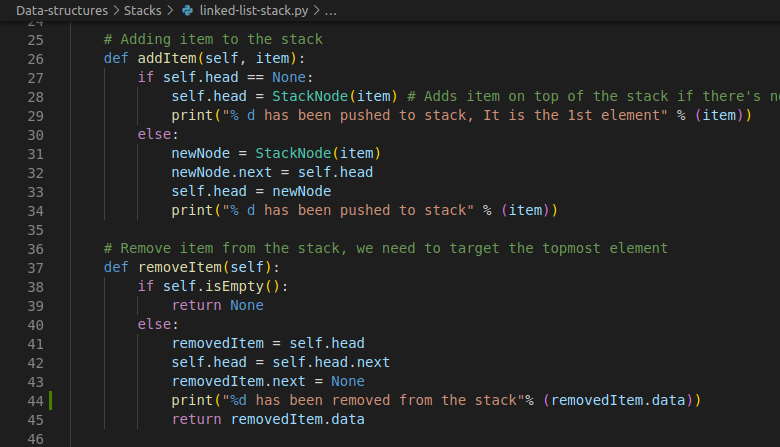 Data-structures > Stacks > linked-list-stack.py > ...
24
25 # Adding item to the stack
26 def addItem(self, item):
27 if self.head == None:
28 self.head = StackNode(item) # Adds item on top of the stack if there's
29 print("% d has been pushed to stack, It is the 1st element" % (item))
30 else:
31 newNode = StackNode(item)
32 newNode.next = self.head
33 self.head = newNode
34 print("% d has been pushed to stack" % (item))
35
36 # Remove item from the stack, we need to target the topmost element
37 def removeItem(self):
38 if self.isEmpty():
39 return None
40 else:
41 removedItem = self.head
42 self.head = self.head.next
43 removedItem.next = None
44 print("%d has been removed from the stack"% (removedItem.data))
45 return removedItem.data
46